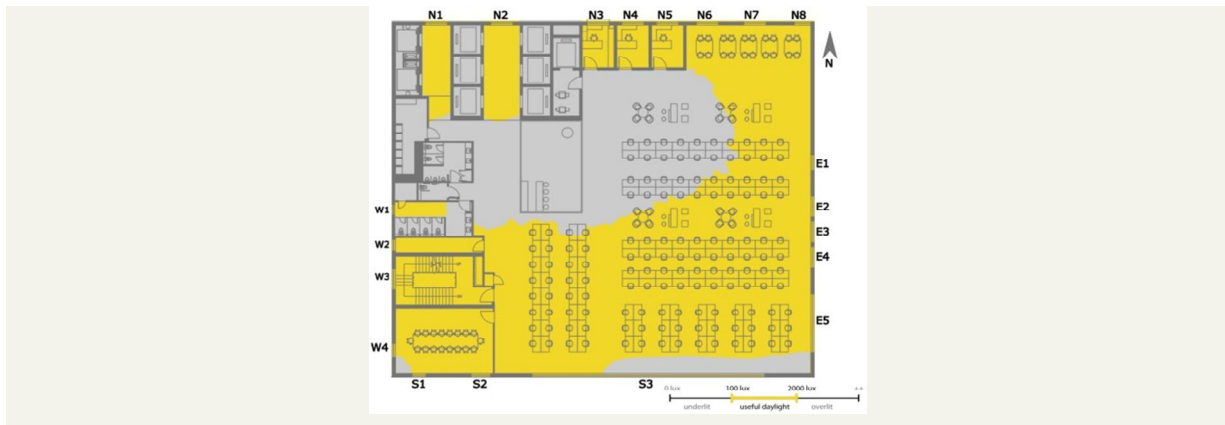 N1 N2 N3 N4 N5 N6 N7 N8
N
E1
W1
E2
E3
W2
E4
W3
E5
W4
S1 S2 S3
0 lux 100 lux 2000 lux ++
underlit useful daylight overlit